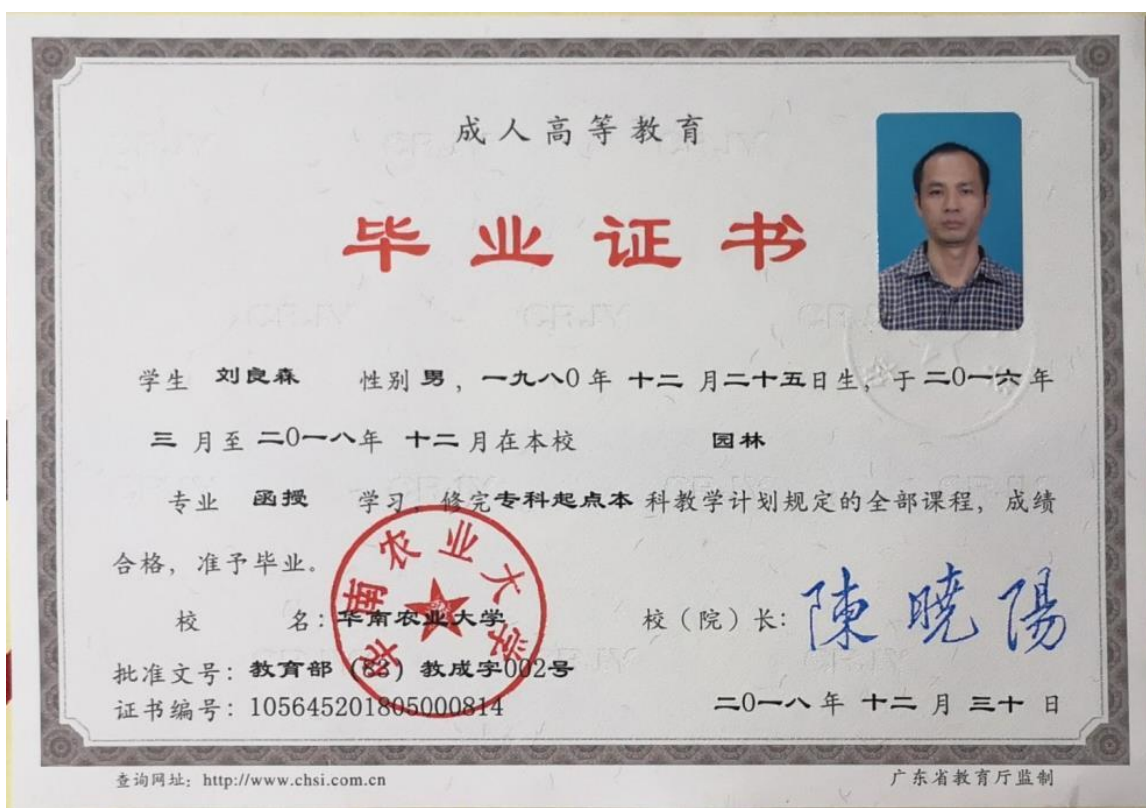 成人高等教育
毕业证书
学生 刘良森 性别 男，一九八0年 十二 月二十五日生，于二0一六年
三 月至 二0一八年 十二月在本校 园林
专业 函授 学习，修完专科起点本 科教学计划规定的全部课程，成绩
合格，准予毕业。
校 名：华南农业大学 校（院）长：陳曉陽
华南农业大学
批准文号：教育部（83）教成字002号
证书编号：105645201805000814 二0一八 年 十二 月 三十 日
查询网址：http://www.chsi.com.cn 广东省教育厅监制